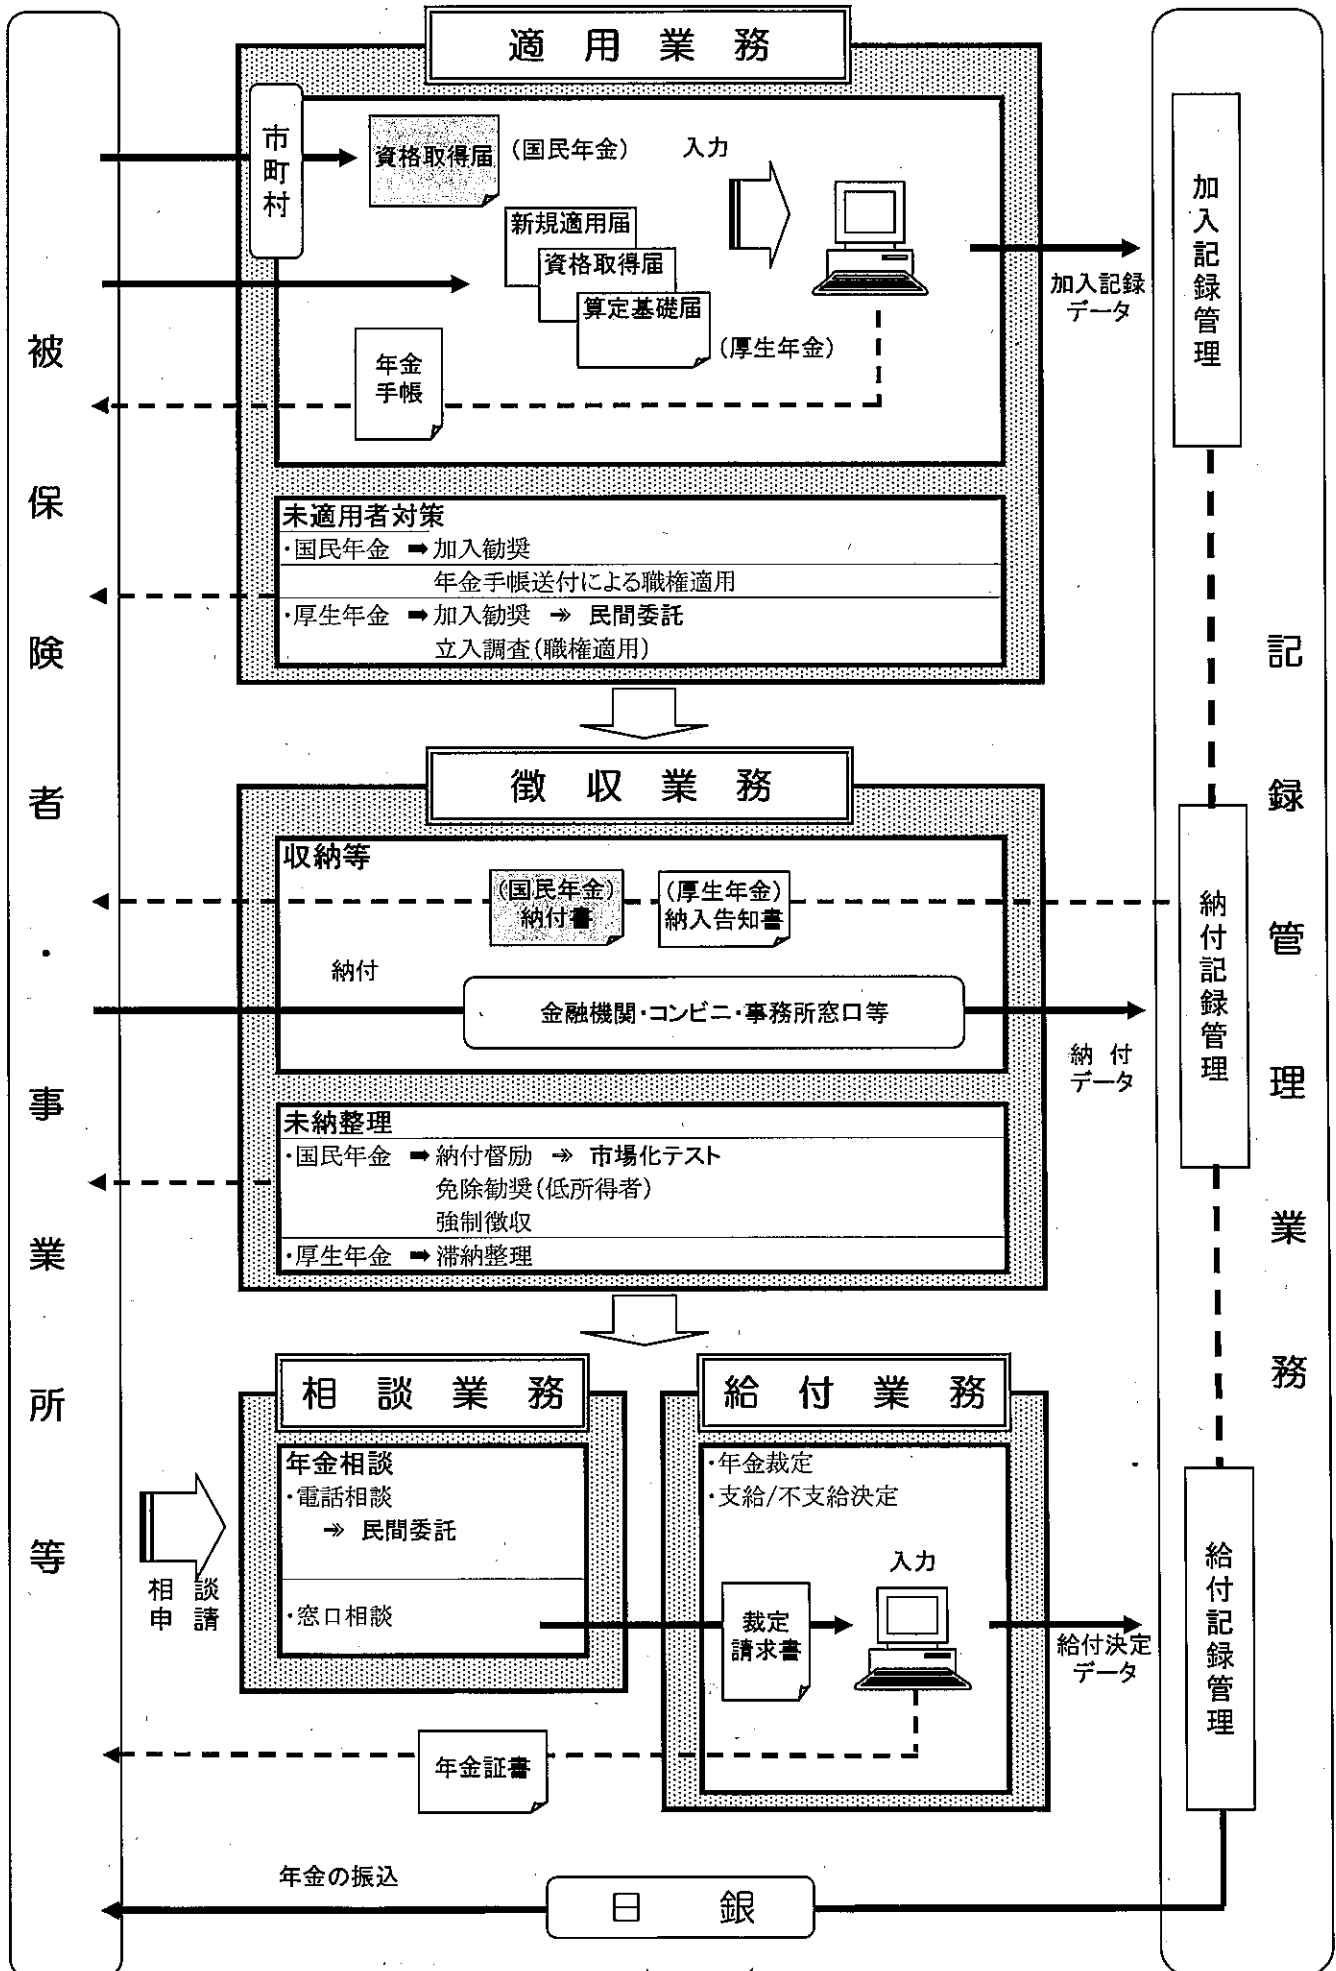 被保険者・事業所等
適用業務
市町村
資格取得届
(国民年金)
入力
新規適用届
資格取得届
算定基礎届
(厚生年金)
年金
手帳
加入記録
データ
加入記録管理
未適用者対策
・国民年金 ➡ 加入勧奨
年金手帳送付による職権適用
・厚生年金 ➡ 加入勧奨 → 民間委託
立入調査(職権適用)
記録管理業務
徴収業務
収納等
(国民年金)
納付書
(厚生年金)
納入告知書
納付
金融機関・コンビニ・事務所窓口等
納付
データ
納付記録管理
未納整理
・国民年金 ➡ 納付督励 → 市場化テスト
免除勧奨(低所得者)
強制徴収
・厚生年金 ➡ 滞納整理
相談業務
年金相談
・電話相談
→ 民間委託
・窓口相談
相談
申請
給付業務
・年金裁定
・支給/不支給決定
入力
裁定
請求書
給付決定
データ
給付記録管理
年金証書
年金の振込
日銀